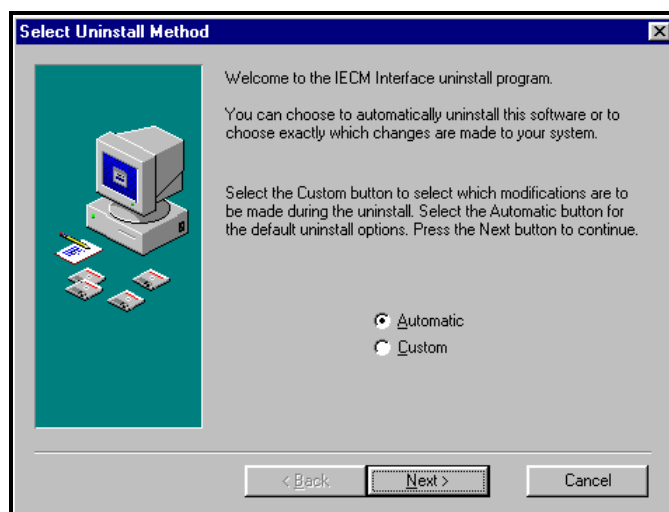 Select Uninstall Method
Welcome to the IECM Interface uninstall program.
You can choose to automatically uninstall this software or to
choose exactly which changes are made to your system.
Select the Custom button to select which modifications are to
be made during the uninstall. Select the Automatic button for
the default uninstall options. Press the Next button to continue.
Automatic
Custom
< Back
Next >
Cancel